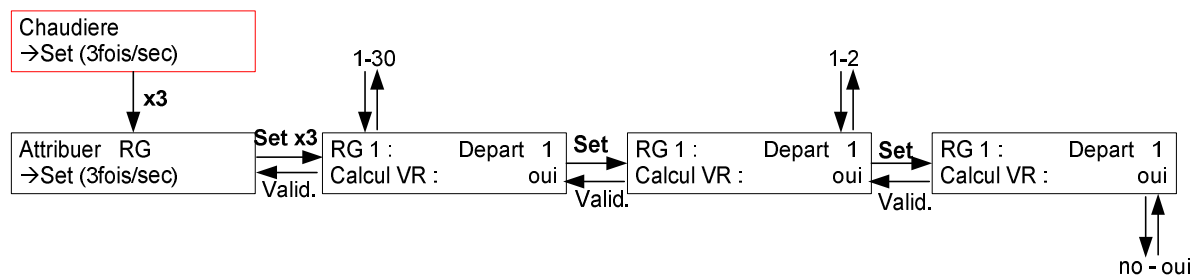 Chaudiere
→Set (3fois/sec)
x3
1-30
1-2
Attribuer RG
→Set (3fois/sec)
Set x3
Valid.
RG 1 : Depart 1
Calcul VR : oui
Set
Valid.
RG 1 : Depart 1
Calcul VR : oui
Set
Valid.
RG 1 : Depart 1
Calcul VR : oui
no - oui